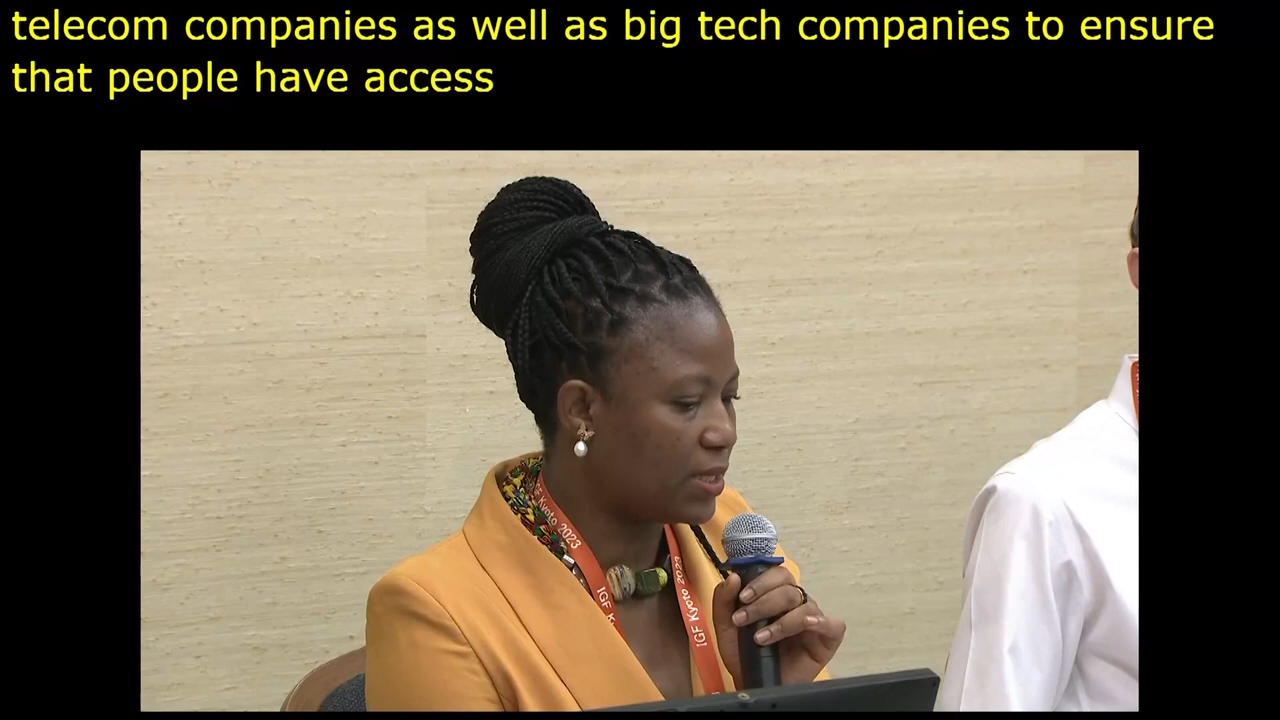 telecom companies as well as big tech companies to ensure
that people have access
IGF Kyoto 2023
IGF K
IGF Kyoto 2023